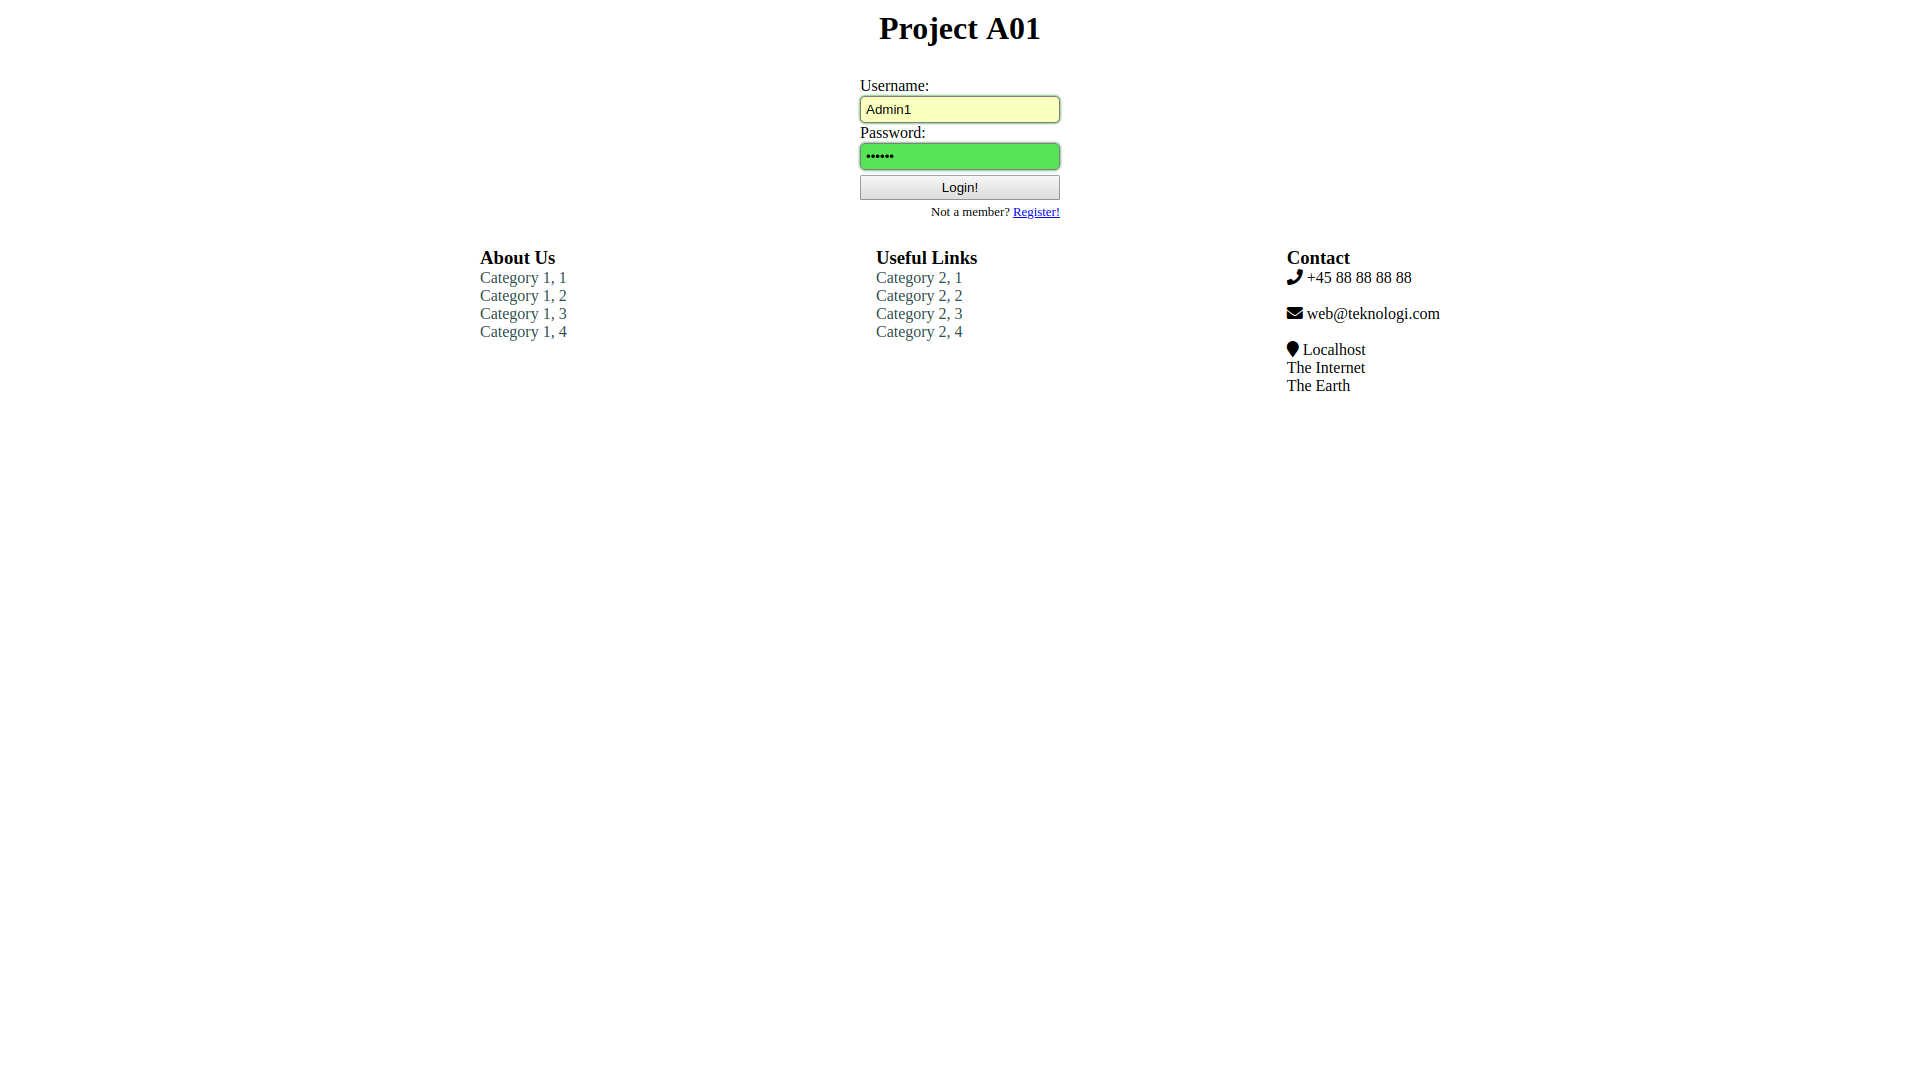 Project A01
Username:
Admin1
Password:
••••••
Login!
Not a member? Register!
About Us
Category 1, 1
Category 1, 2
Category 1, 3
Category 1, 4
Useful Links
Category 2, 1
Category 2, 2
Category 2, 3
Category 2, 4
Contact
+45 88 88 88 88
web@teknologi.com
Localhost
The Internet
The Earth